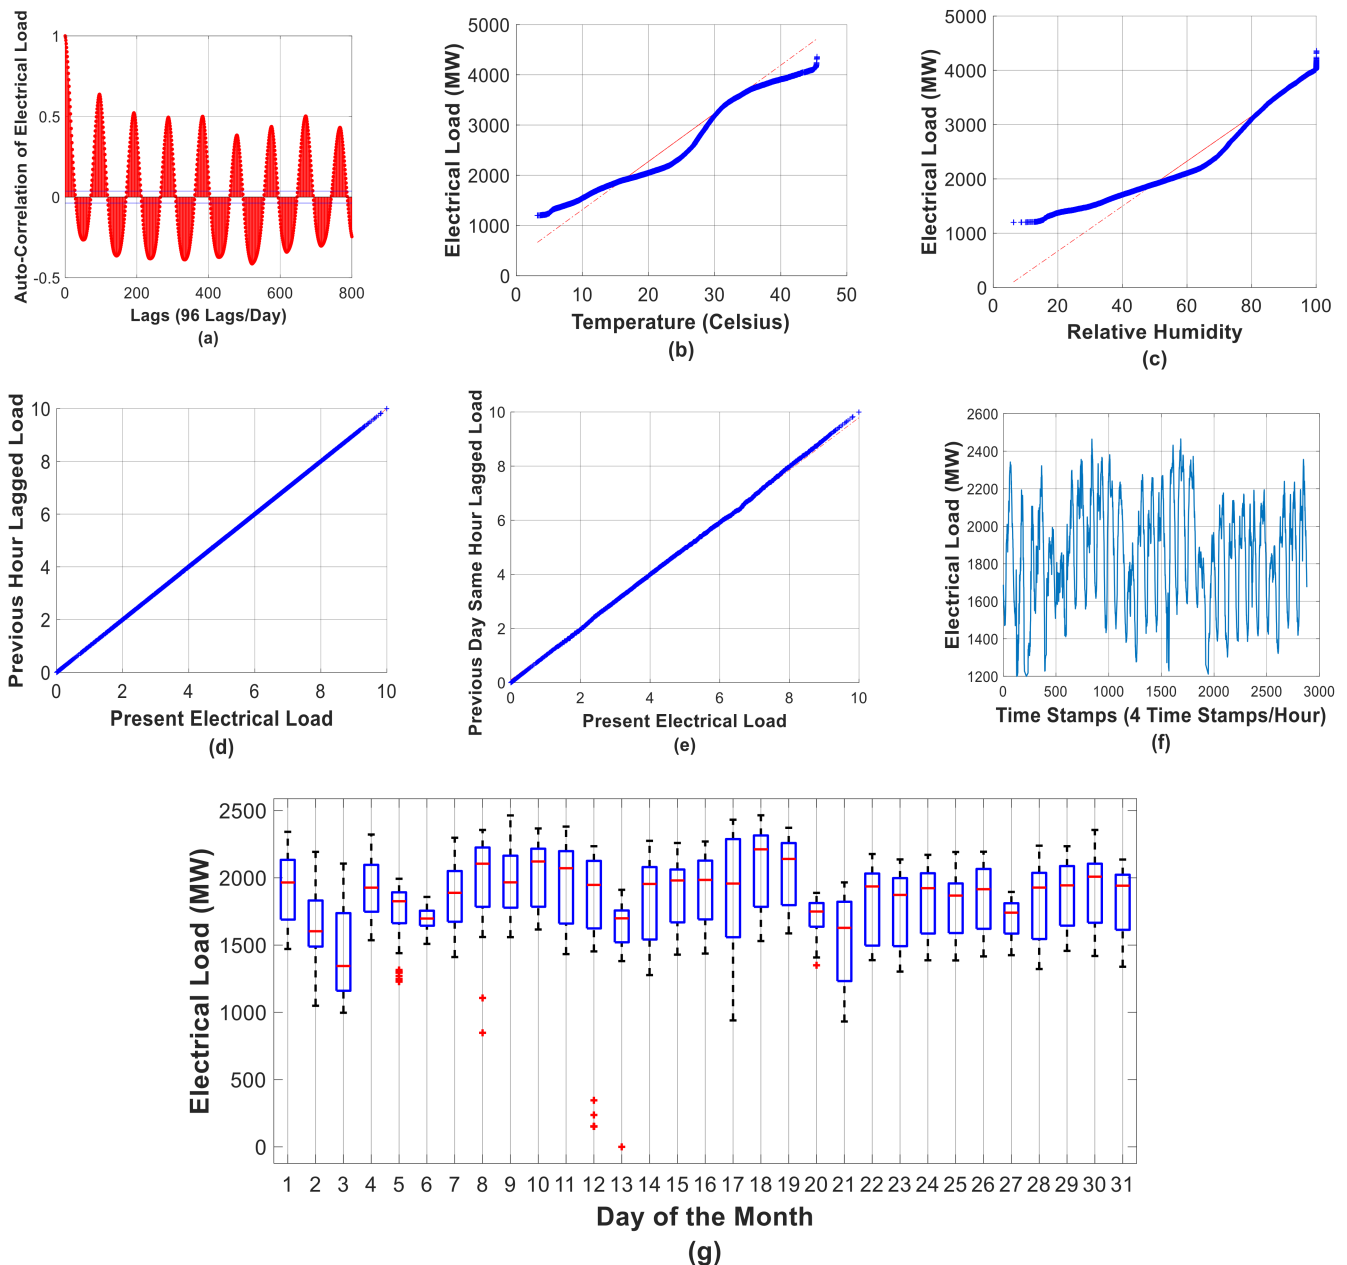 Auto-Correlation of Electrical Load
1
0.5
0
-0.5
0 200 400 600 800
Lags (96 Lags/Day)
(a)
Electrical Load (MW)
5000
4000
3000
2000
1000
0
0 10 20 30 40 50
Temperature (Celsius)
(b)
Electrical Load (MW)
5000
4000
3000
2000
1000
0
0 20 40 60 80 100
Relative Humidity
(c)
Previous Hour Lagged Load
10
8
6
4
2
0
0 2 4 6 8 10
Present Electrical Load
(d)
Previous Day Same Hour Lagged Load
10
8
6
4
2
0
0 2 4 6 8 10
Present Electrical Load
(e)
Electrical Load (MW)
2600
2400
2200
2000
1800
1600
1400
1200
0 500 1000 1500 2000 2500 3000
Time Stamps (4 Time Stamps/Hour)
(f)
Electrical Load (MW)
2500
2000
1500
1000
500
0
1 2 3 4 5 6 7 8 9 10 11 12 13 14 15 16 17 18 19 20 21 22 23 24 25 26 27 28 29 30 31
Day of the Month
(g)